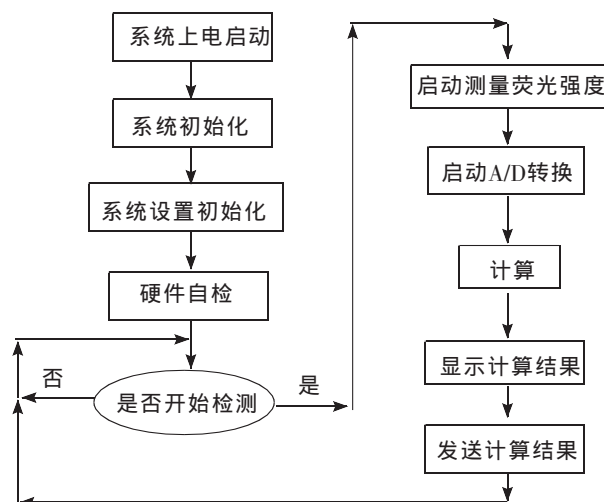 系统上电启动
系统初始化
系统设置初始化
硬件自检
否
是否开始检测
是
启动测量荧光强度
启动A/D转换
计算
显示计算结果
发送计算结果